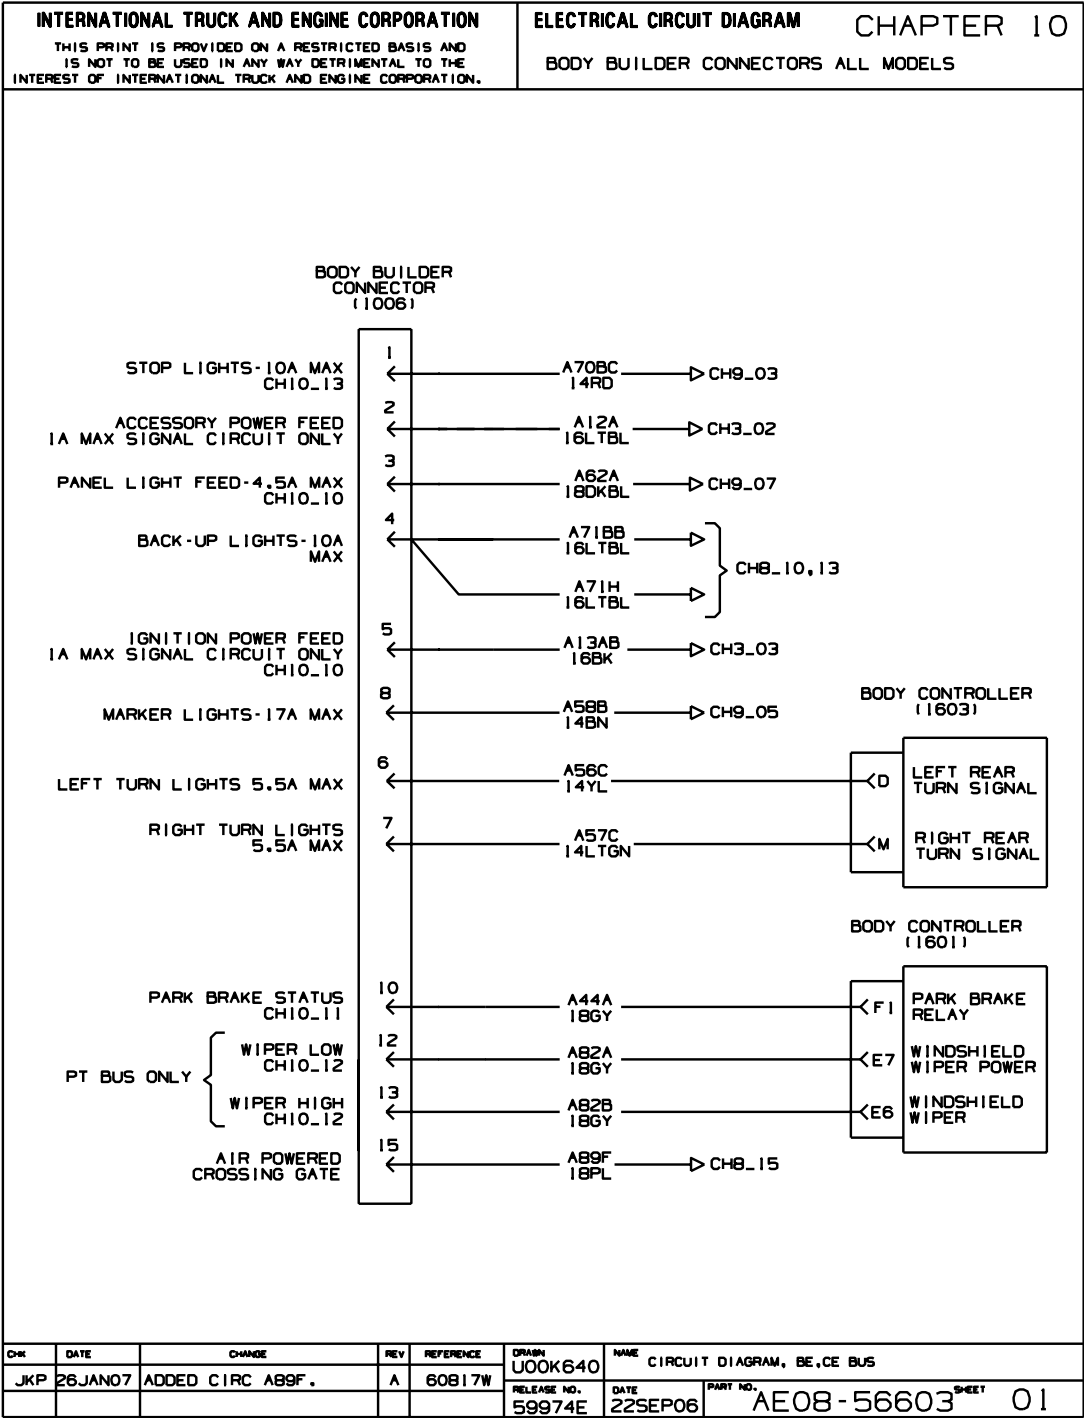 INTERNATIONAL TRUCK AND ENGINE CORPORATION
THIS PRINT IS PROVIDED ON A RESTRICTED BASIS AND
IS NOT TO BE USED IN ANY WAY DETRIMENTAL TO THE
INTEREST OF INTERNATIONAL TRUCK AND ENGINE CORPORATION.
ELECTRICAL CIRCUIT DIAGRAM
CHAPTER 10
BODY BUILDER CONNECTORS ALL MODELS
BODY BUILDER
CONNECTOR
(1006)
STOP LIGHTS-10A MAX
CH10_13
1
A70BC
14RD
CH9_03
ACCESSORY POWER FEED
1A MAX SIGNAL CIRCUIT ONLY
2
A12A
16LTBL
CH3_02
PANEL LIGHT FEED-4.5A MAX
CH10_10
3
A62A
18DKBL
CH9_07
BACK-UP LIGHTS-10A
MAX
4
A71BB
16LTBL
A71H
16LTBL
CH8_10,13
IGNITION POWER FEED
1A MAX SIGNAL CIRCUIT ONLY
CH10_10
5
A13AB
16BK
CH3_03
MARKER LIGHTS-17A MAX
8
A58B
14BN
CH9_05
BODY CONTROLLER
(1603)
LEFT TURN LIGHTS 5.5A MAX
6
A56C
14YL
D
LEFT REAR
TURN SIGNAL
RIGHT TURN LIGHTS
5.5A MAX
7
A57C
14LTGN
M
RIGHT REAR
TURN SIGNAL
BODY CONTROLLER
(1601)
PARK BRAKE STATUS
CH10_11
10
A44A
18GY
F1
PARK BRAKE
RELAY
PT BUS ONLY
WIPER LOW
CH10_12
12
A82A
18GY
E7
WINDSHIELD
WIPER POWER
WIPER HIGH
CH10_12
13
A82B
18GY
E6
WINDSHIELD
WIPER
AIR POWERED
CROSSING GATE
15
A89F
18PL
CH8_15
CHK DATE CHANGE REV REFERENCE
JKP 26JAN07 ADDED CIRC A89F. A 60817W
DRAWN
U00K640
NAME
CIRCUIT DIAGRAM, BE,CE BUS
RELEASE NO.
59974E
DATE
22SEP06
PART NO.
AE08-56603
SHEET
01